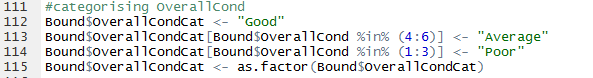 111 #categorising OverallCond
112 Bound$OverallCondCat <- "Good"
113 Bound$OverallCondCat[Bound$OverallCond %in% (4:6)] <- "Average"
114 Bound$OverallCondCat[Bound$OverallCond %in% (1:3)] <- "Poor"
115 Bound$OverallCondCat <- as.factor(Bound$OverallCondCat)